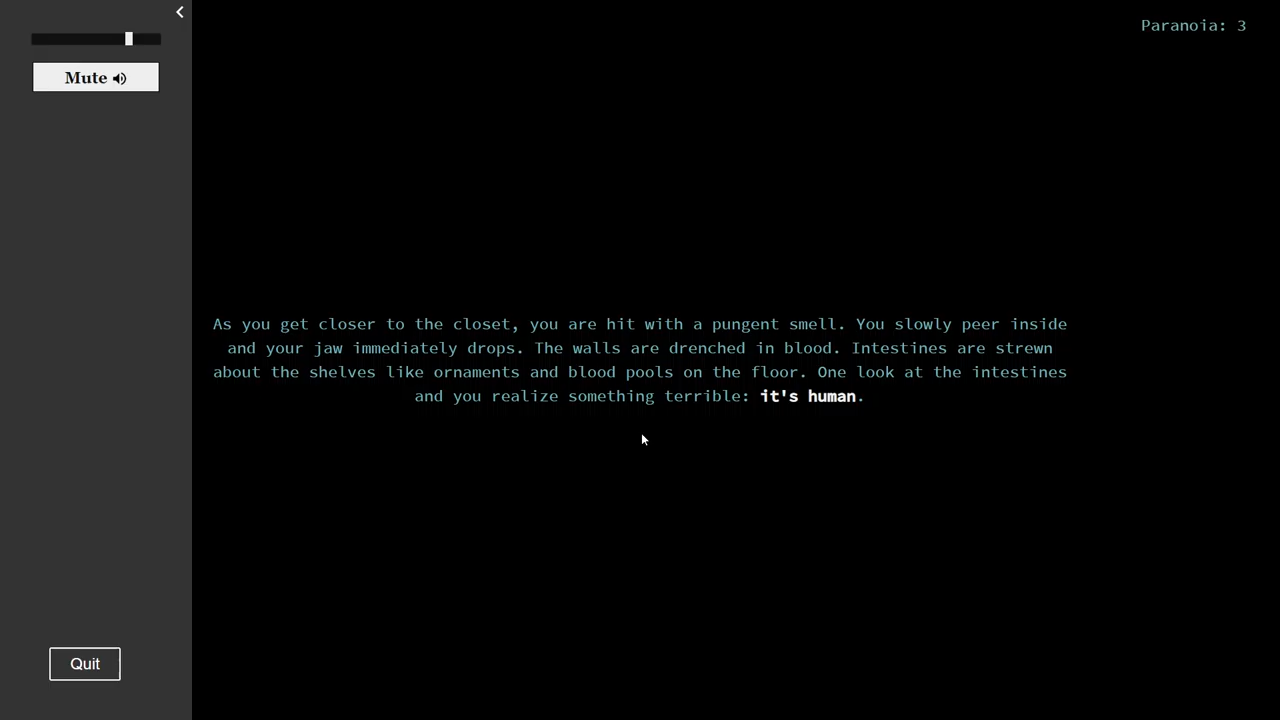 Paranoia: 3
Mute
As you get closer to the closet, you are hit with a pungent smell. You slowly peer inside
and your jaw immediately drops. The walls are drenched in blood. Intestines are strewn
about the shelves like ornaments and blood pools on the floor. One look at the intestines
and you realize something terrible: it's human.
Quit